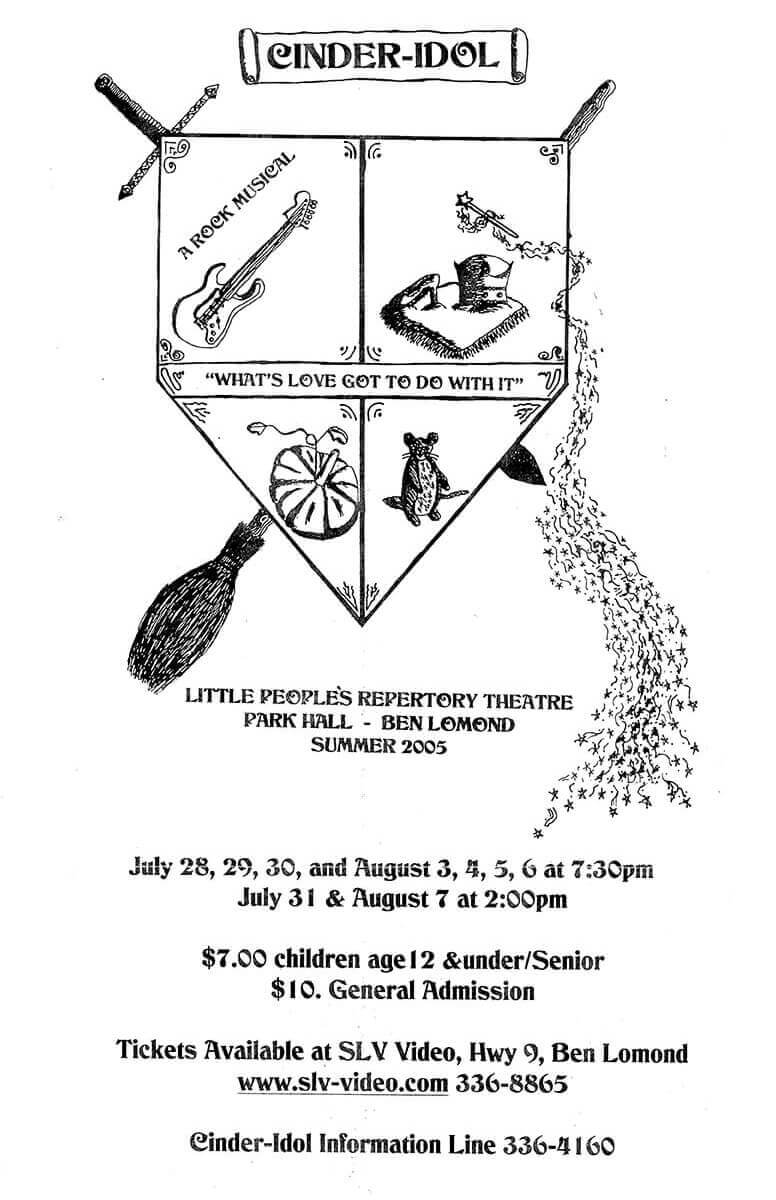 CINDER-IDOL
A ROCK MUSICAL
"WHAT'S LOVE GOT TO DO WITH IT"
LITTLE PEOPLE'S REPERTORY THEATRE
PARK HALL - BEN LOMOND
SUMMER 2005
July 28, 29, 30, and August 3, 4, 5, 6 at 7:30pm
July 31 & August 7 at 2:00pm
$7.00 children age12 &under/Senior
$10. General Admission
Tickets Available at SLV Video, Hwy 9, Ben Lomond
www.slv-video.com 336-8865
Cinder-Idol Information Line 336-4160